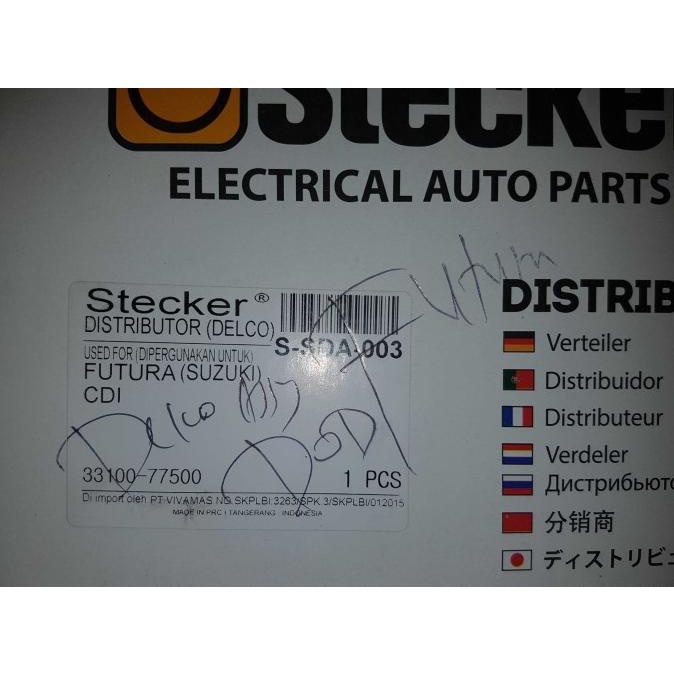 Stecker
ELECTRICAL AUTO PARTS
Stecker ®
DISTRIBUTOR (DELCO)
S-SDA-003
USED FOR (DIPERGUNAKAN UNTUK)
FUTURA (SUZUKI)
CDI
Futura
Delco
33100-77500
1 PCS
Di import oleh PT VIVAMAS NO.SKPLBI:3263/SPK.3/SKPLBI/012015
MADE IN PRC / TANGERANG - INDONESIA
DISTRIB
Verteiler
Distribuidor
Distributeur
Verdeler
Дистрибьюто
分销商
ディストリビュ